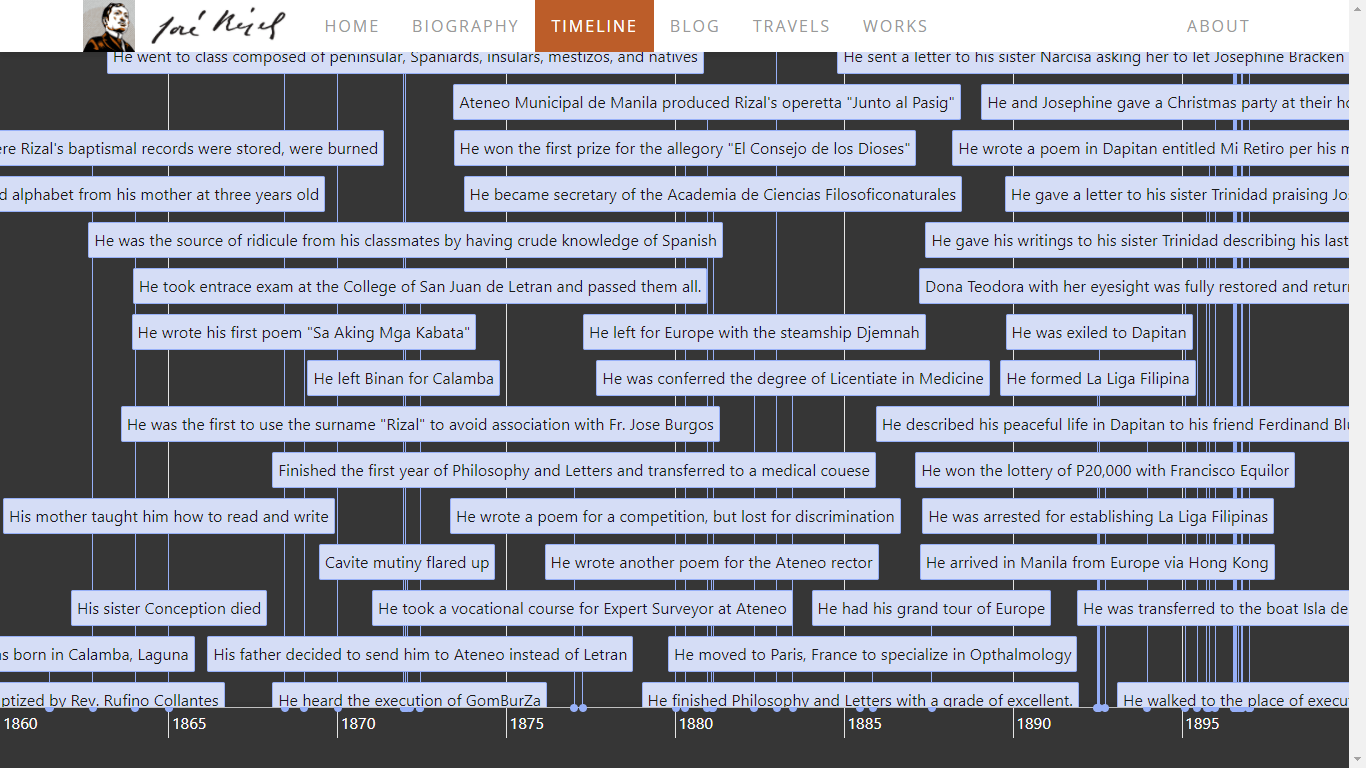 José Rizal HOME BIOGRAPHY TIMELINE BLOG TRAVELS WORKS ABOUT
He went to class composed of peninsular, Spaniards, insulars, mestizos, and natives
He sent a letter to his sister Narcisa asking her to let Josephine Bracken
Ateneo Municipal de Manila produced Rizal's operetta "Junto al Pasig"
He and Josephine gave a Christmas party at their
ere Rizal's baptismal records were stored, were burned
He won the first prize for the allegory "El Consejo de los Dioses"
He wrote a poem in Dapitan entitled Mi Retiro per his
d alphabet from his mother at three years old
He became secretary of the Academia de Ciencias Filosoficonaturales
He gave a letter to his sister Trinidad praising
He was the source of ridicule from his classmates by having crude knowledge of Spanish
He gave his writings to his sister Trinidad describing his last
He took entrace exam at the College of San Juan de Letran and passed them all.
Dona Teodora with her eyesight was fully restored and
He wrote his first poem "Sa Aking Mga Kabata"
He left for Europe with the steamship Djemnah
He was exiled to Dapitan
He left Binan for Calamba
He was conferred the degree of Licentiate in Medicine
He formed La Liga Filipina
He was the first to use the surname "Rizal" to avoid association with Fr. Jose Burgos
He described his peaceful life in Dapitan to his friend Ferdinand
Finished the first year of Philosophy and Letters and transferred to a medical couese
He won the lottery of P20,000 with Francisco Equilor
His mother taught him how to read and write
He wrote a poem for a competition, but lost for discrimination
He was arrested for establishing La Liga Filipinas
Cavite mutiny flared up
He wrote another poem for the Ateneo rector
He arrived in Manila from Europe via Hong Kong
His sister Conception died
He took a vocational course for Expert Surveyor at Ateneo
He had his grand tour of Europe
He was transferred to the boat Isla de
as born in Calamba, Laguna
His father decided to send him to Ateneo instead of Letran
He moved to Paris, France to specialize in Opthalmology
ptized by Rev. Rufino Collantes
He heard the execution of GomBurZa
He finished Philosophy and Letters with a grade of excellent.
He walked to the place of execu
1860 1865 1870 1875 1880 1885 1890 1895